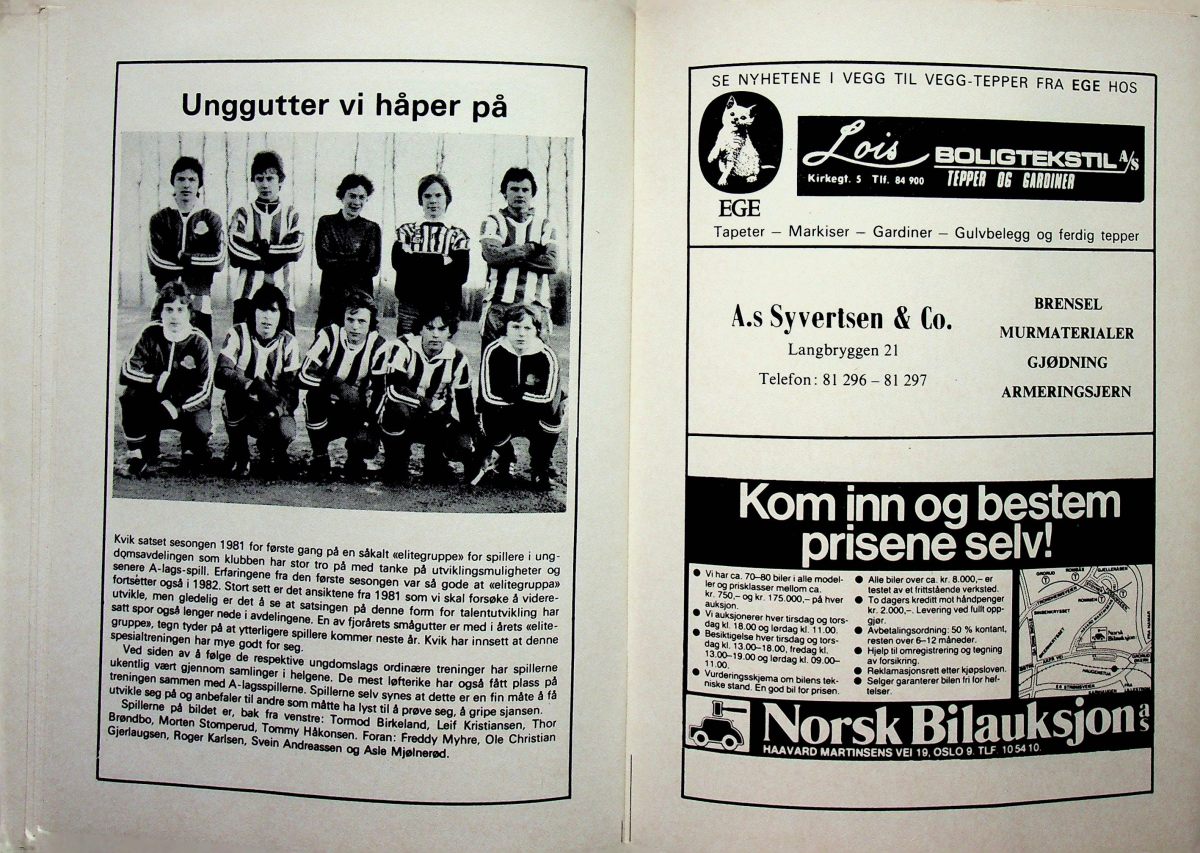 Unggutter vi håper på
Kvik satset sesongen 1981 for første gang på en såkalt «elitegruppe» for spillere i ung-
domsavdelingen som klubben har stor tro på med tanke på utviklingsmuligheter og
senere A-lags-spill. Erfaringene fra den første sesongen var så gode at «elitegruppa»
fortsetter også i 1982. Stort sett er det ansiktene fra 1981 som vi skal forsøke å videre-
utvikle, men gledelig er det å se at satsingen på denne form for talentutvikling har
satt spor også lenger nede i avdelingene. En av fjorårets smågutter er med i årets «elite-
gruppe», tegn tyder på at ytterligere spillere kommer neste år. Kvik har innsett at denne
spesialtreningen har mye godt for seg.
Ved siden av å følge de respektive ungdomslags ordinære treninger har spillerne
ukentlig vært gjennom samlinger i helgene. De mest løfterike har også fått plass på
treningen sammen med A-lagsspillerne. Spillerne selv synes at dette er en fin måte å få
utvikle seg på og anbefaler til andre som måtte ha lyst til å prøve seg, å gripe sjansen.
Spillerne på bildet er, bak fra venstre: Tormod Birkeland, Leif Kristiansen, Thor
Brøndbo, Morten Stomperud, Tommy Håkonsen. Foran: Freddy Myhre, Ole Christian
Gjerlaugsen, Roger Karlsen, Svein Andreassen og Asle Mjølnerød.
SE NYHETENE I VEGG TIL VEGG-TEPPER FRA EGE HOS
Lois BOLIGTEKSTIL A/S
Kirkegt. 5 Tlf. 84 900 TEPPER OG GARDINER
EGE
Tapeter – Markiser – Gardiner – Gulvbelegg og ferdig tepper
A.s Syvertsen & Co.
Langbryggen 21
Telefon: 81 296 – 81 297
BRENSEL
MURMATERIALER
GJØDNING
ARMERINGSJERN
Kom inn og bestem
prisene selv!
● Vi har ca. 70–80 biler i alle model-
ler og prisklasser mellom ca.
kr. 750,– og kr. 175.000,– på hver
auksjon.
● Vi auksjonerer hver tirsdag og tors-
dag kl. 18.00 og lørdag kl. 11.00.
● Besiktigelse hver tirsdag og tors-
dag kl. 13.00–18.00, fredag kl.
13.00–19.00 og lørdag kl. 09.00–
11.00.
● Vurderingsskjema om bilens tek-
niske stand. En god bil for prisen.
● Alle biler over ca. kr. 8.000,– er
testet av et frittstående verksted.
● To dagers kreditt mot håndpenger
kr. 2.000,–. Levering ved fullt opp-
gjør.
● Avbetalingsordning: 50 % kontant,
resten over 6–12 måneder.
● Hjelp til omregistrering og tegning
av forsikring.
● Reklamasjonsrett etter kjøpsloven.
● Selger garanterer bilen fri for hef-
telser.
Norsk
Bilauksjon
Norsk Bilauksjon as
HAAVARD MARTINSENS VEI 19, OSLO 9. TLF. 10 54 10.